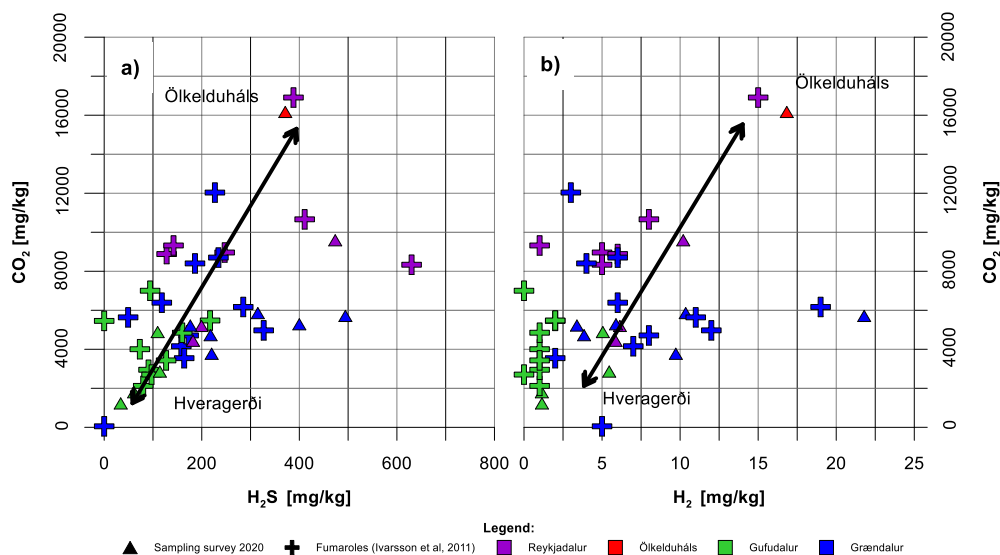 a)
Ölkelduháls
Hveragerði
CO2 [mg/kg]
20000
16000
12000
8000
4000
0
0 200 400 600 800
H2S [mg/kg]
b)
Ölkelduháls
Hveragerði
0 5 10 15 20 25
H2 [mg/kg]
20000
16000
12000
8000
4000
0
CO2 [mg/kg]
Legend:
Sampling survey 2020 Fumaroles (Ivarsson et al, 2011) Reykjadalur Ölkelduháls Gufudalur Grændalur